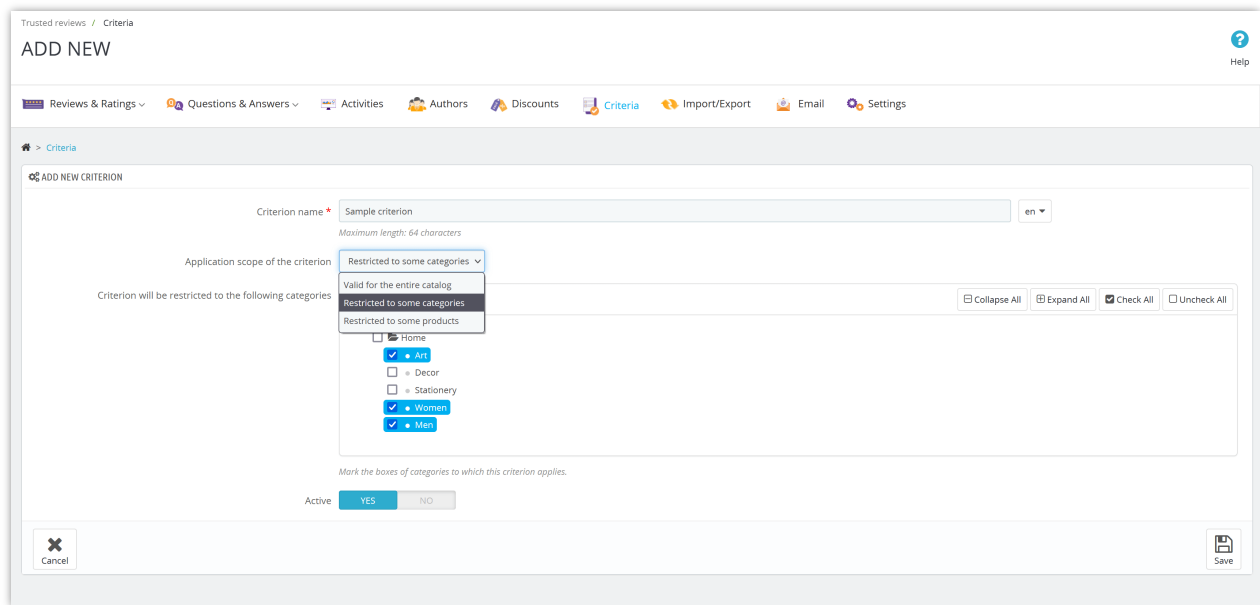 Trusted reviews / Criteria
ADD NEW
Help
Reviews & Ratings Questions & Answers Activities Authors Discounts Criteria Import/Export Email Settings
> Criteria
ADD NEW CRITERION
Criterion name * Sample criterion en
Maximum length: 64 characters
Application scope of the criterion Restricted to some categories
Valid for the entire catalog
Criterion will be restricted to the following categories Restricted to some categories Collapse All Expand All Check All Uncheck All
Restricted to some products
Home
Art
Decor
Stationery
Women
Men
Mark the boxes of categories to which this criterion applies.
Active YES NO
Cancel Save